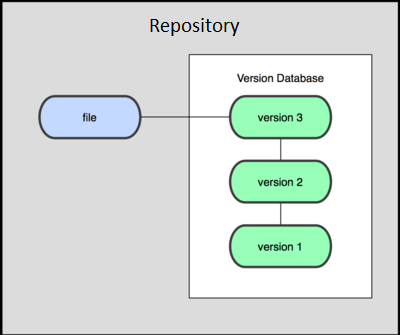 Repository
Version Database
file
version 3
version 2
version 1